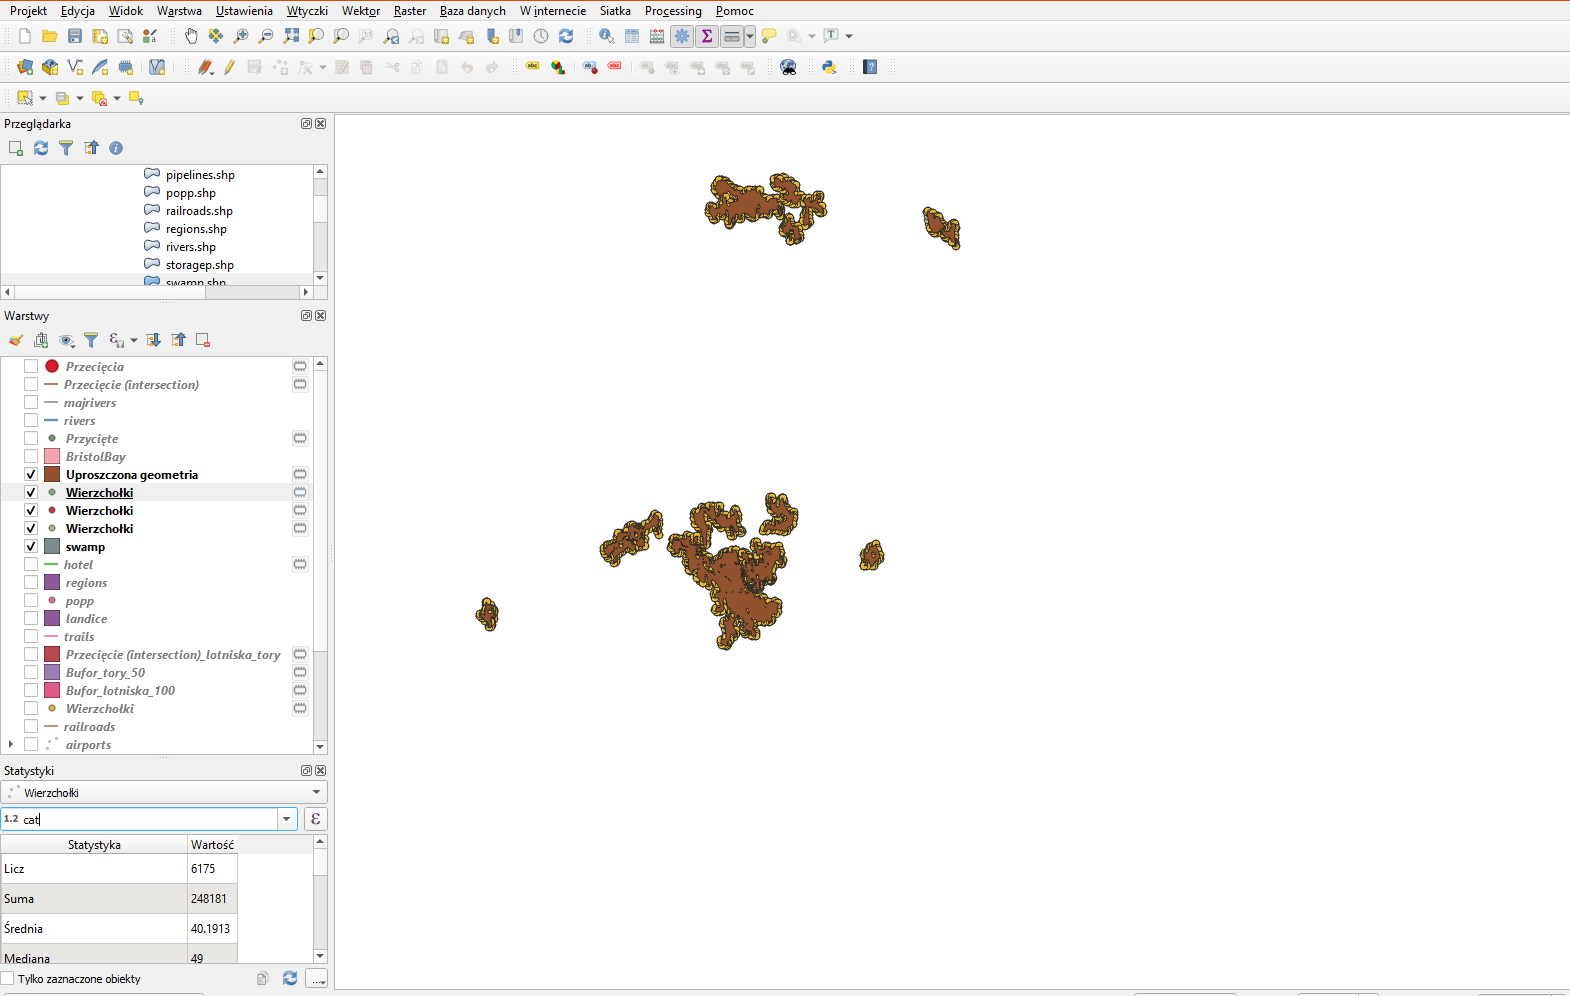 Projekt Edycja Widok Warstwa Ustawienia Wtyczki Wektor Raster Baza danych W internecie Siatka Processing Pomoc
Przeglądarka
pipelines.shp
popp.shp
railroads.shp
regions.shp
rivers.shp
storagep.shp
swamp.shp
Warstwy
Przecięcia
Przecięcie (intersection)
majrivers
rivers
Przycięte
BristolBay
Uproszczona geometria
Wierzchołki
Wierzchołki
Wierzchołki
swamp
hotel
regions
popp
landice
trails
Przecięcie (intersection)_lotniska_tory
Bufor_tory_50
Bufor_lotniska_100
Wierzchołki
railroads
airports
Statystyki
Wierzchołki
1.2 cat ε
Statystyka Wartość
Licz 6175
Suma 248181
Średnia 40.1913
Mediana 49
Tylko zaznaczone obiekty ...